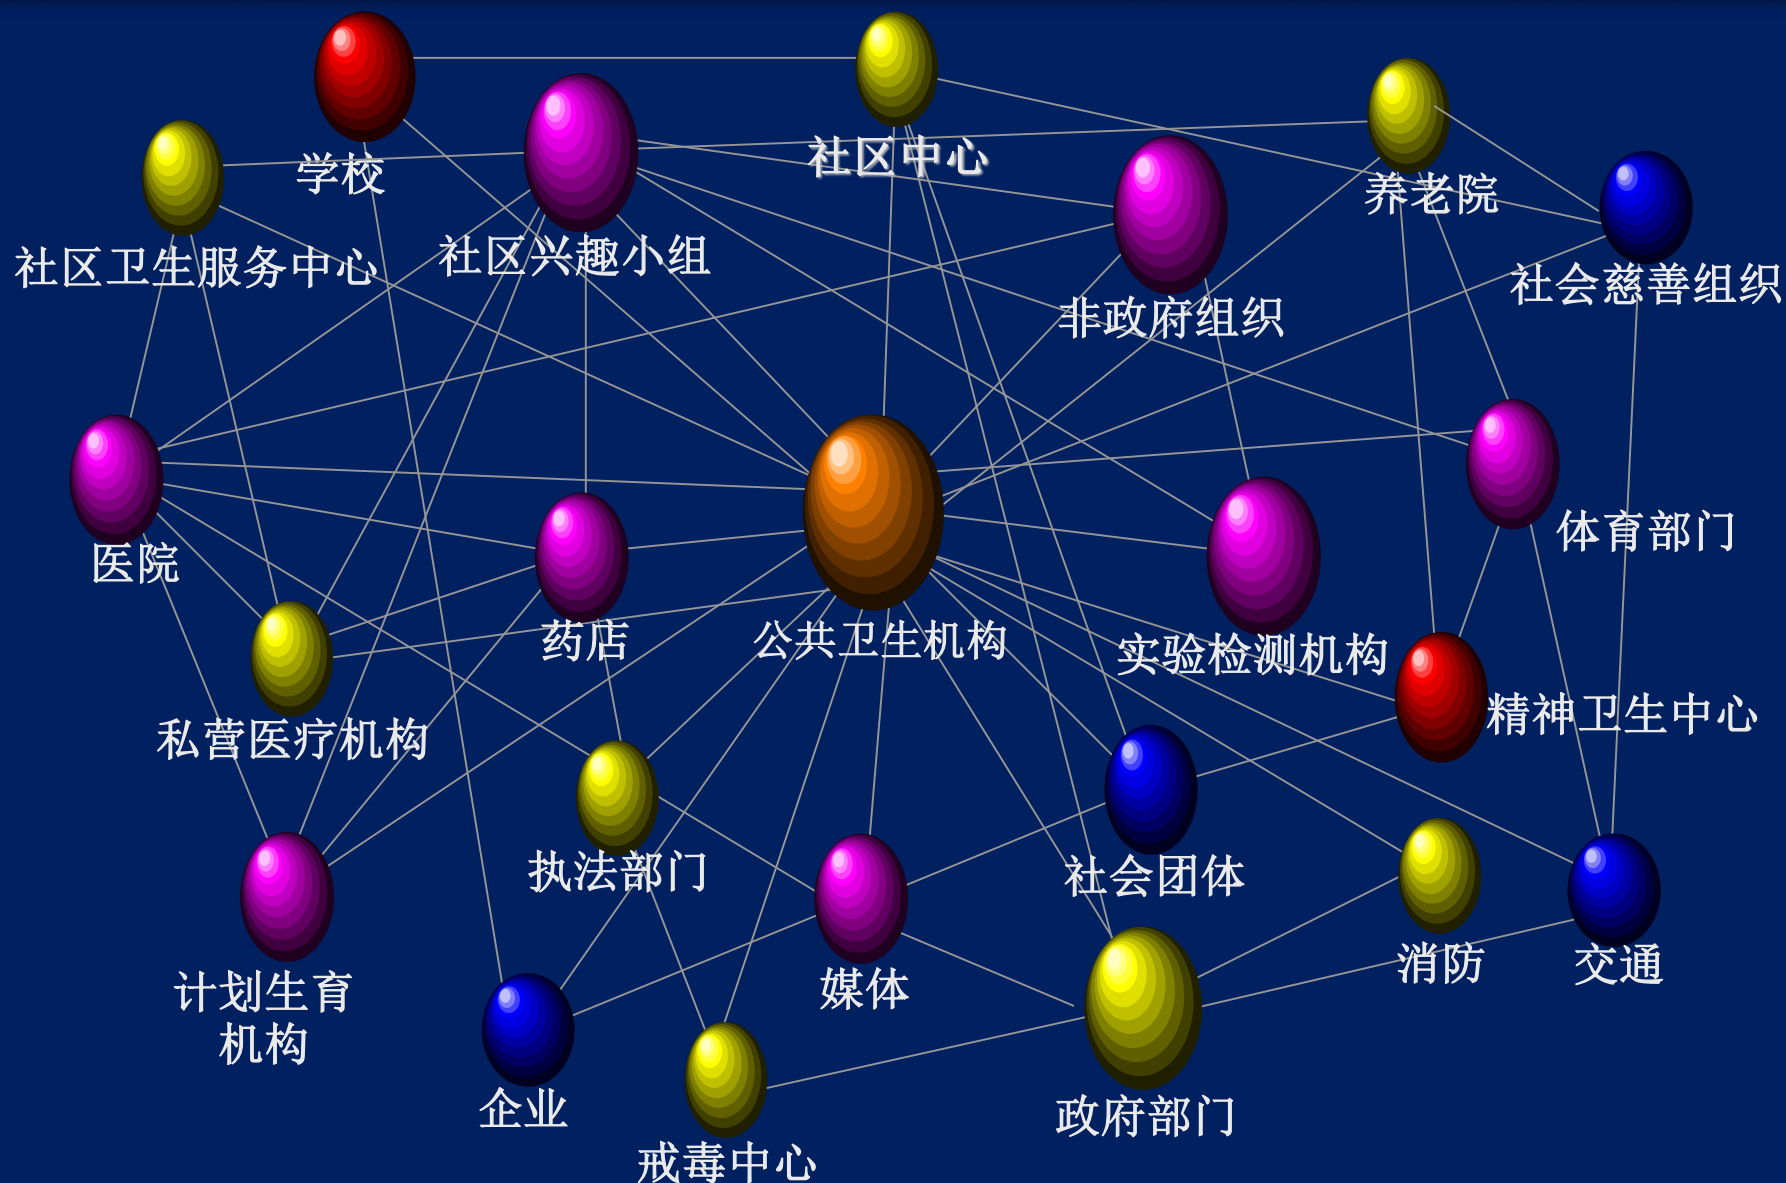 学校
社区中心
养老院
社区卫生服务中心
社区兴趣小组
非政府组织
社会慈善组织
医院
体育部门
药店
公共卫生机构
实验检测机构
私营医疗机构
精神卫生中心
执法部门
社会团体
计划生育
机构
媒体
消防
交通
企业
政府部门
戒毒中心